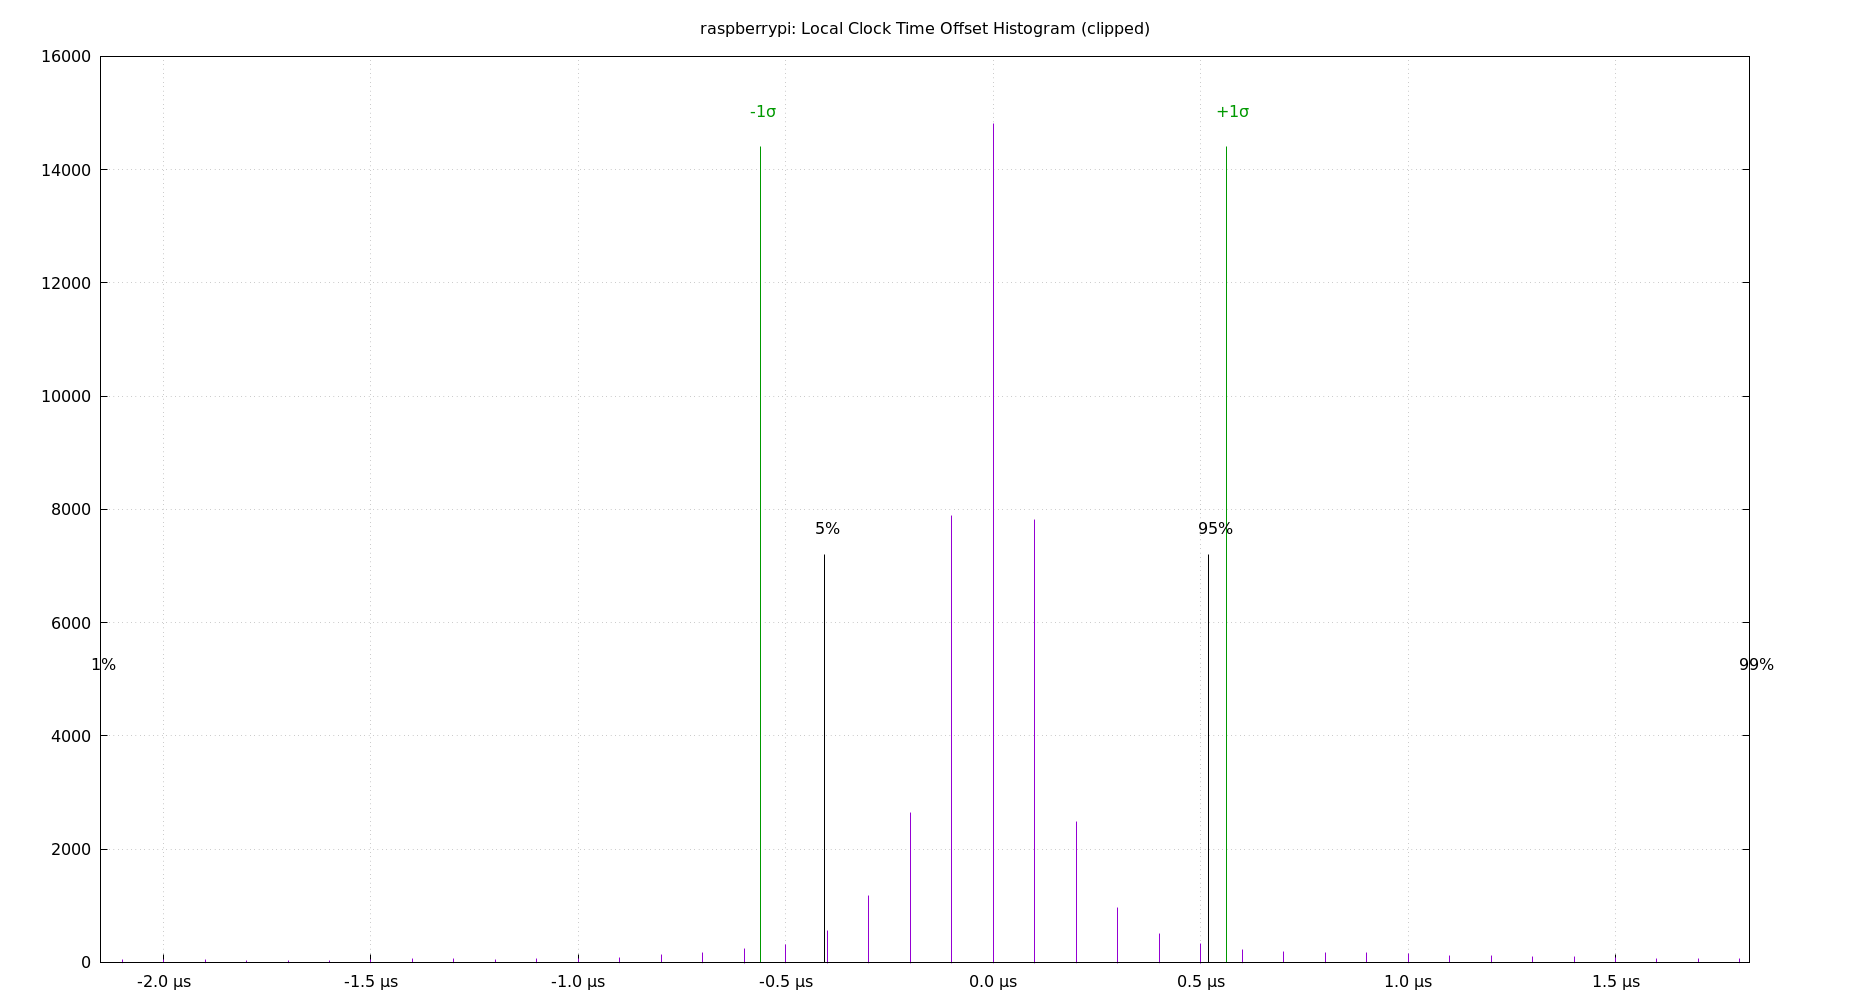 raspberrypi: Local Clock Time Offset Histogram (clipped)
16000
-1σ
+1σ
14000
12000
10000
8000
5%
95%
6000
1%
99%
4000
2000
0
-2.0 µs
-1.5 µs
-1.0 µs
-0.5 µs
0.0 µs
0.5 µs
1.0 µs
1.5 µs